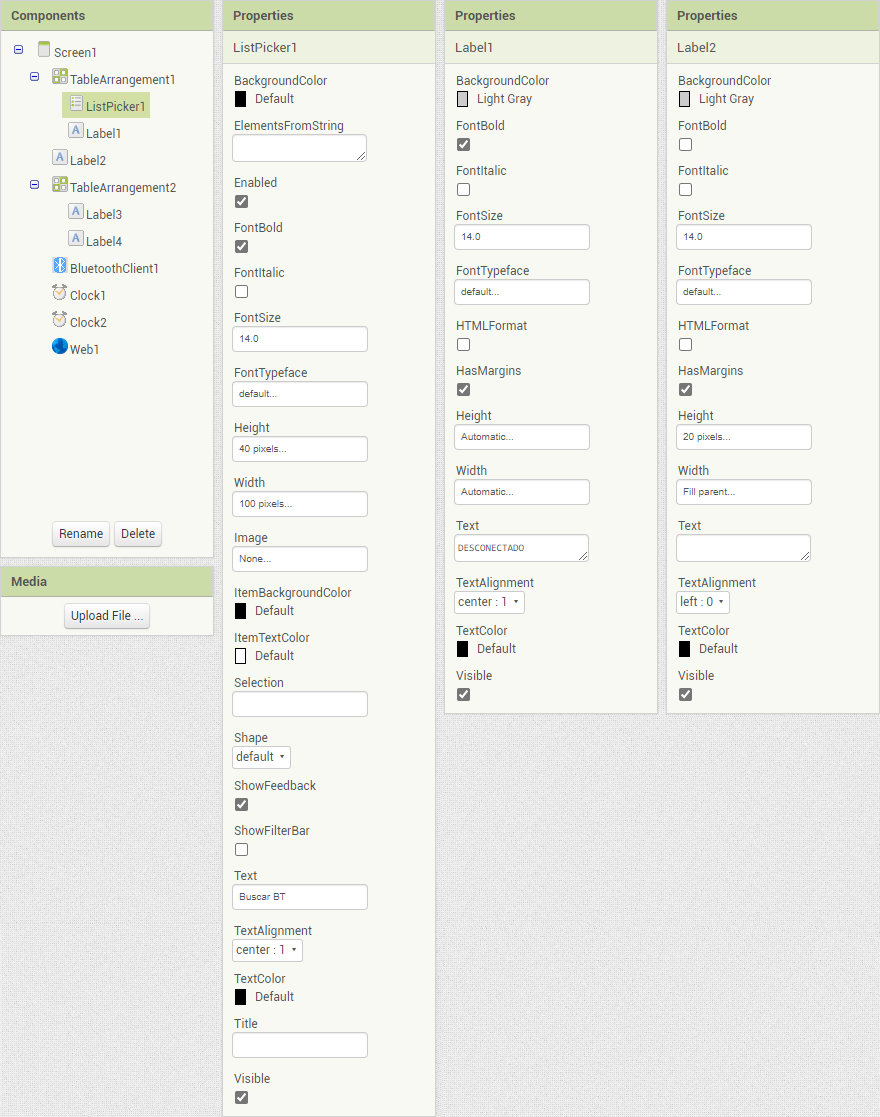 Components
Screen1
TableArrangement1
ListPicker1
A Label1
A Label2
TableArrangement2
A Label3
A Label4
BluetoothClient1
Clock1
Clock2
Web1
Rename Delete
Media
Upload File ...
Properties
ListPicker1
BackgroundColor
Default
ElementsFromString
Enabled
FontBold
FontItalic
FontSize
14.0
FontTypeface
default...
Height
40 pixels...
Width
100 pixels...
Image
None...
ItemBackgroundColor
Default
ItemTextColor
Default
Selection
Shape
default
ShowFeedback
ShowFilterBar
Text
Buscar BT
TextAlignment
center : 1
TextColor
Default
Title
Visible
Properties
Label1
BackgroundColor
Light Gray
FontBold
FontItalic
FontSize
14.0
FontTypeface
default...
HTMLFormat
HasMargins
Height
Automatic...
Width
Automatic...
Text
DESCONECTADO
TextAlignment
center : 1
TextColor
Default
Visible
Properties
Label2
BackgroundColor
Light Gray
FontBold
FontItalic
FontSize
14.0
FontTypeface
default...
HTMLFormat
HasMargins
Height
20 pixels...
Width
Fill parent...
Text
TextAlignment
left : 0
TextColor
Default
Visible